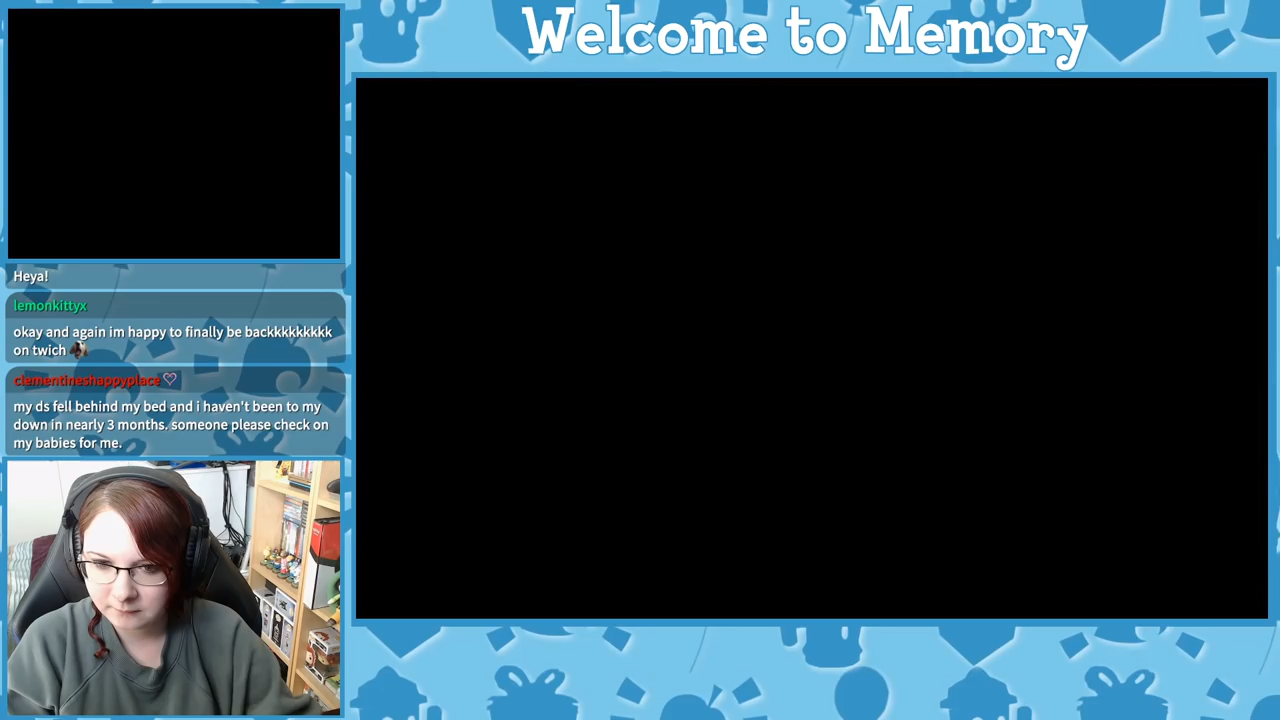 Welcome to Memory
Heya!
lemonkittyx
okay and again im happy to finally be backkkkkkkkk
on twich
clementineshappyplace
my ds fell behind my bed and i haven't been to my
down in nearly 3 months. someone please check on
my babies for me.